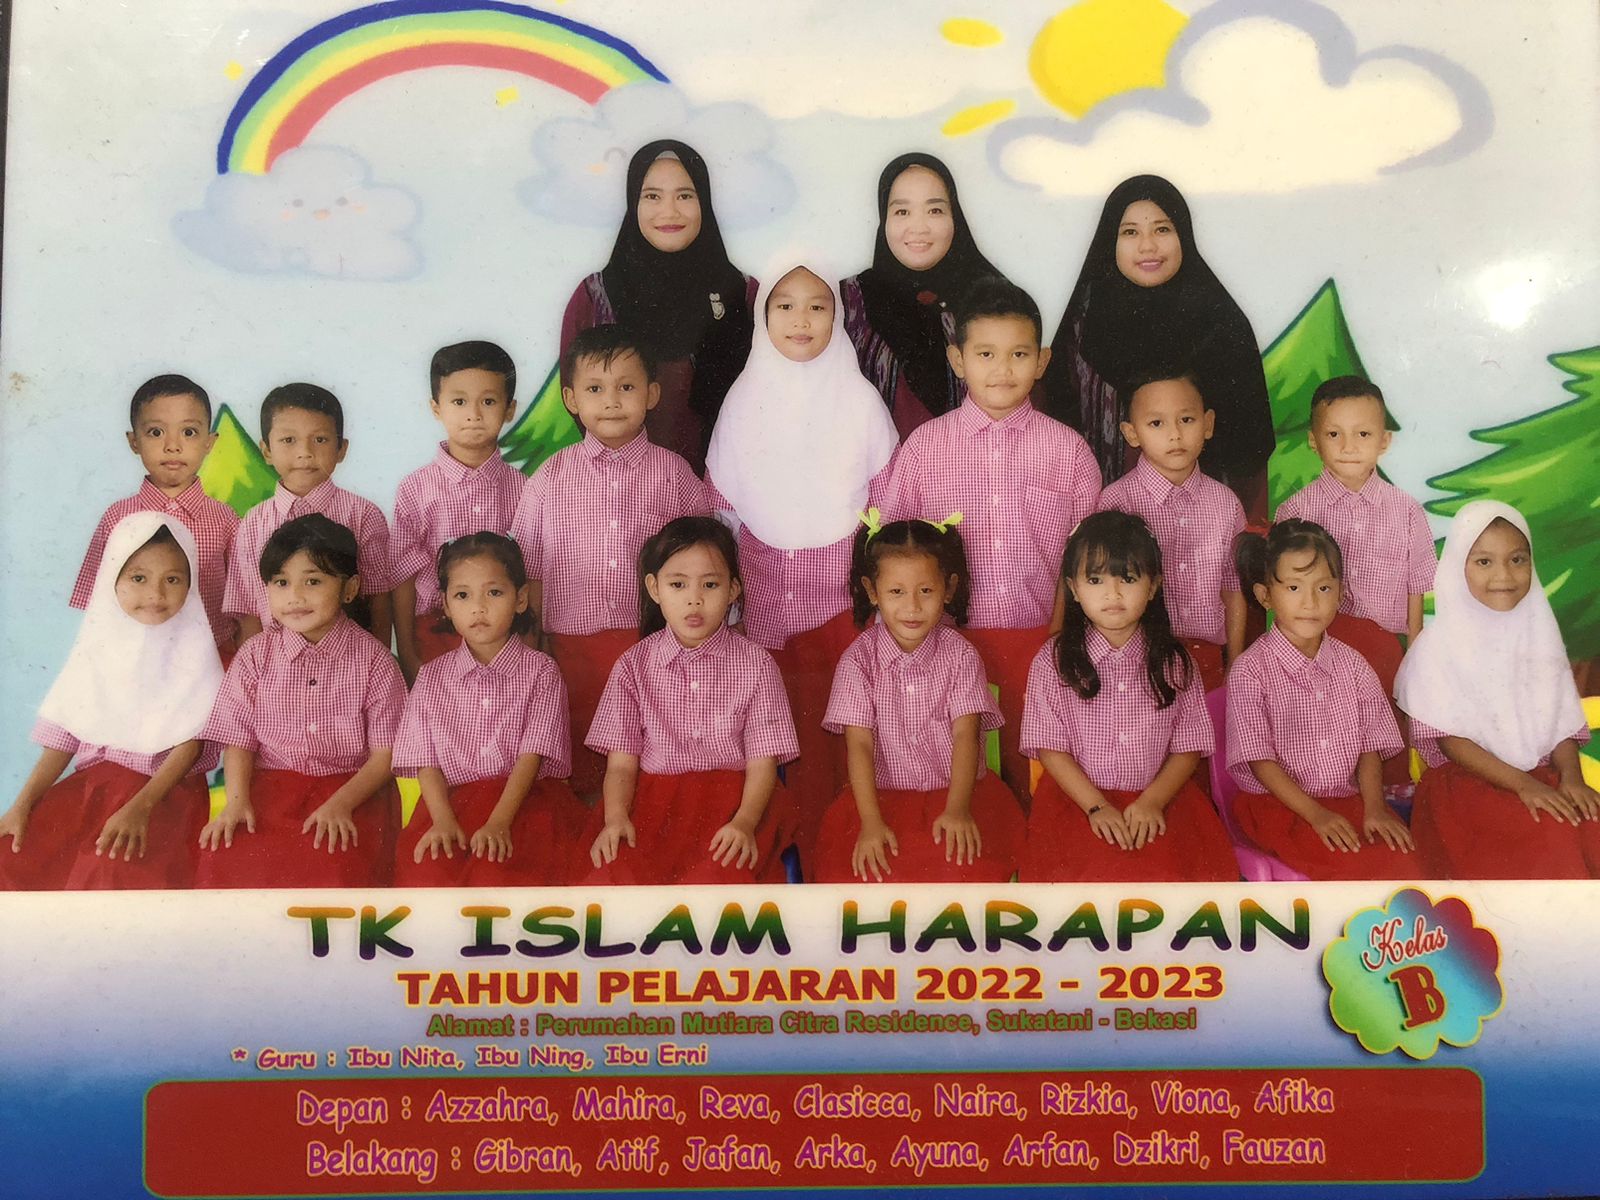 TK ISLAM HARAPAN
TAHUN PELAJARAN 2022 - 2023
Kelas
B
Alamat : Perumahan Mutiara Citra Residence, Sukatani - Bekasi
* Guru : Ibu Nita, Ibu Ning, Ibu Erni
Depan : Azzahra, Mahira, Reva, Clasicca, Naira, Rizkia, Viona, Afika
Belakang : Gibran, Atif, Jafan, Arka, Ayuna, Arfan, Dzikri, Fauzan